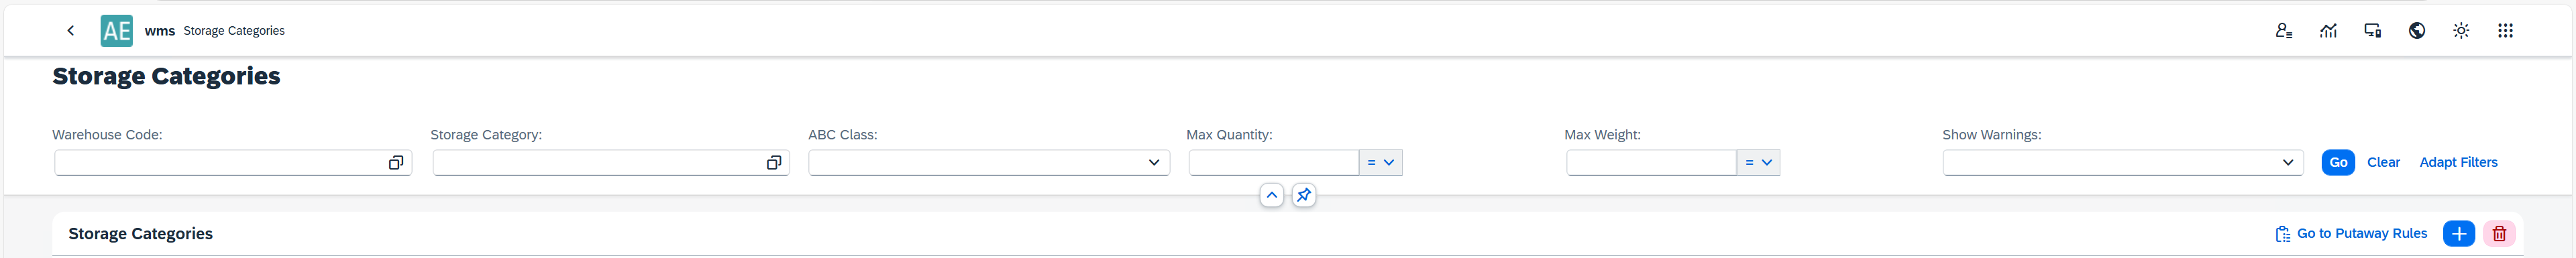 AE wms Storage Categories
Storage Categories
Warehouse Code: Storage Category: ABC Class: Max Quantity: Max Weight: Show Warnings:
= = Go Clear Adapt Filters
Storage Categories Go to Putaway Rules